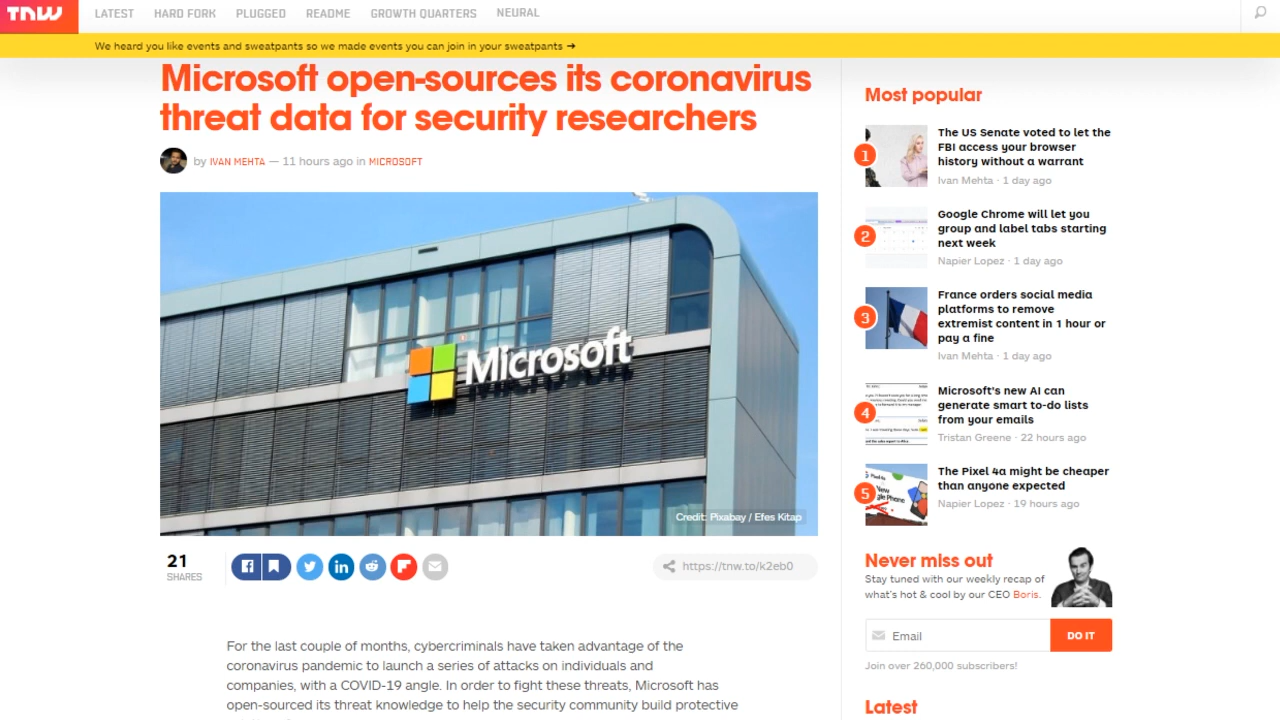 TNW
LATEST
HARD FORK
PLUGGED
README
GROWTH QUARTERS
NEURAL
We heard you like events and sweatpants so we made events you can join in your sweatpants →
Microsoft open-sources its coronavirus
threat data for security researchers
by IVAN MEHTA — 11 hours ago in MICROSOFT
Microsoft
Credit: Pixabay / Efes Kitap
21
SHARES
https://tnw.to/k2eb0
For the last couple of months, cybercriminals have taken advantage of the
coronavirus pandemic to launch a series of attacks on individuals and
companies, with a COVID-19 angle. In order to fight these threats, Microsoft has
open-sourced its threat knowledge to help the security community build protective
Most popular
1
The US Senate voted to let the
FBI access your browser
history without a warrant
Ivan Mehta · 1 day ago
2
Google Chrome will let you
group and label tabs starting
next week
Napier Lopez · 1 day ago
3
France orders social media
platforms to remove
extremist content in 1 hour or
pay a fine
Ivan Mehta · 1 day ago
4
Microsoft's new AI can
generate smart to-do lists
from your emails
Tristan Greene · 22 hours ago
5
The Pixel 4a might be cheaper
than anyone expected
Napier Lopez · 19 hours ago
Never miss out
Stay tuned with our weekly recap of
what's hot & cool by our CEO Boris.
Email
DO IT
Join over 260,000 subscribers!
Latest